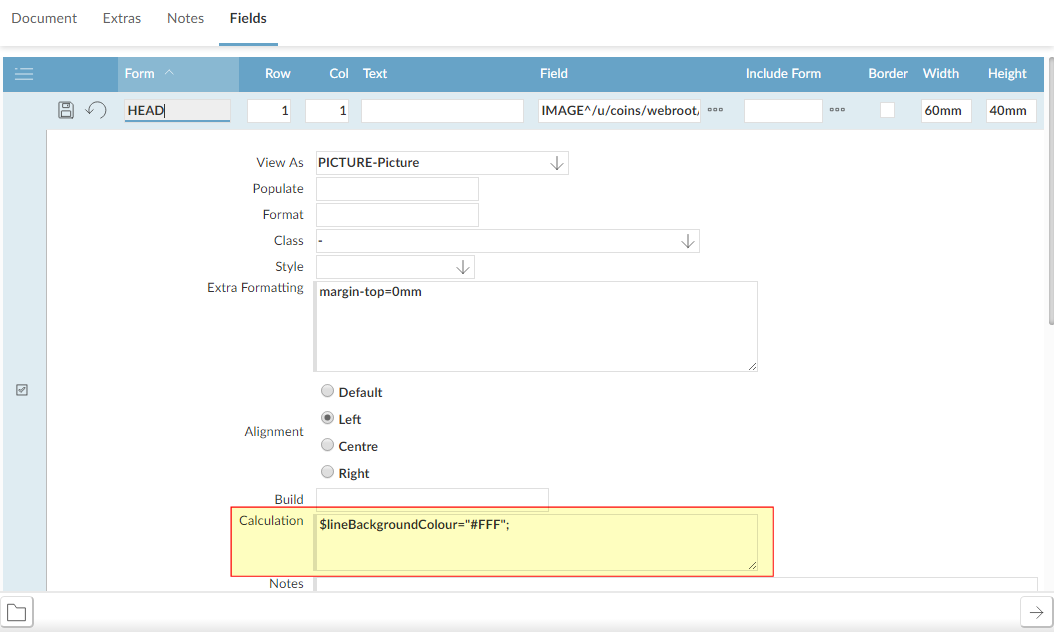 Document Extras Notes Fields
Form Row Col Text Field Include Form Border Width Height
HEAD 1 1 IMAGE^/u/coins/webroot/ 60mm 40mm
View As PICTURE-Picture
Populate
Format
Class -
Style
Extra Formatting margin-top=0mm
Default
Left
Alignment
Centre
Right
Build
Calculation $lineBackgroundColour="#FFF";
Notes